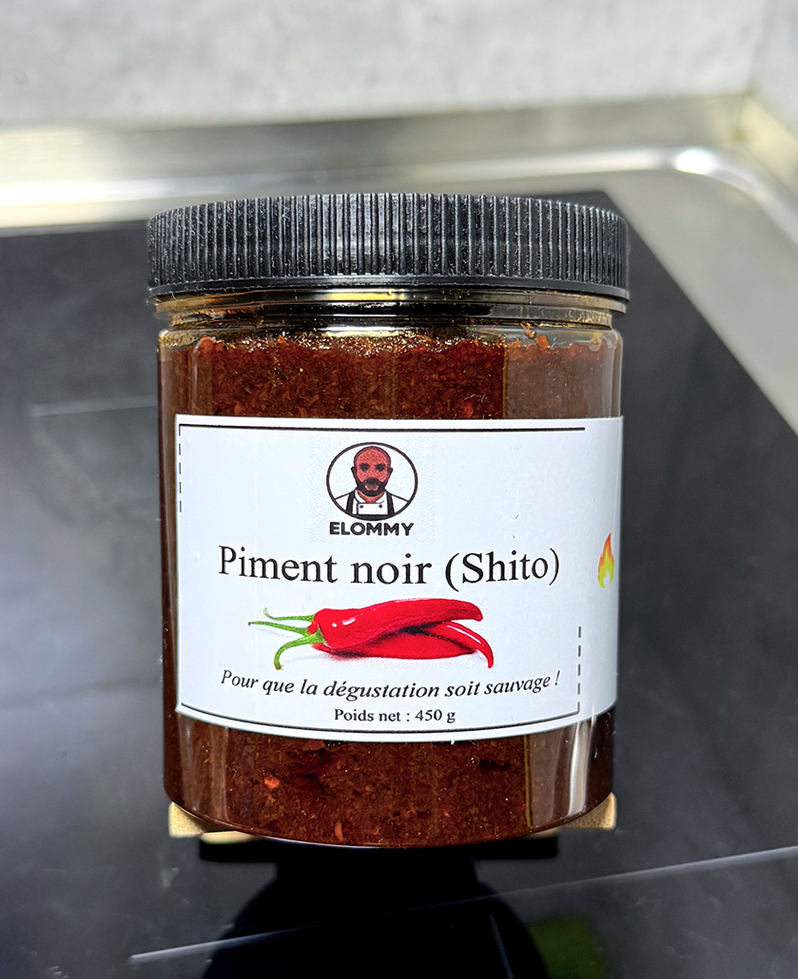 ELOMMY
Piment noir (Shito)
Pour que la dégustation soit sauvage !
Poids net : 450 g